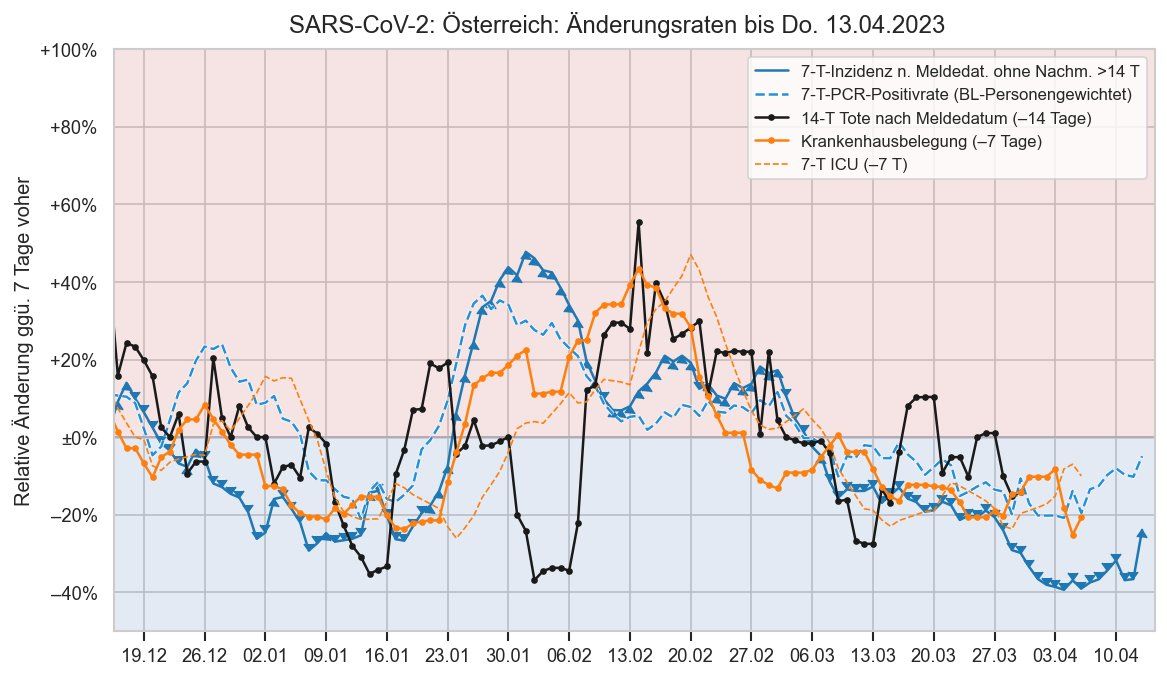 SARS-CoV-2: Österreich: Änderungsraten bis Do. 13.04.2023
Relative Änderung ggü. 7 Tage voher
+100%
+80%
+60%
+40%
+20%
±0%
–20%
–40%
7-T-Inzidenz n. Meldedat. ohne Nachm. >14 T
7-T-PCR-Positivrate (BL-Personengewichtet)
14-T Tote nach Meldedatum (–14 Tage)
Krankenhausbelegung (–7 Tage)
7-T ICU (–7 T)
19.12 26.12 02.01 09.01 16.01 23.01 30.01 06.02 13.02 20.02 27.02 06.03 13.03 20.03 27.03 03.04 10.04